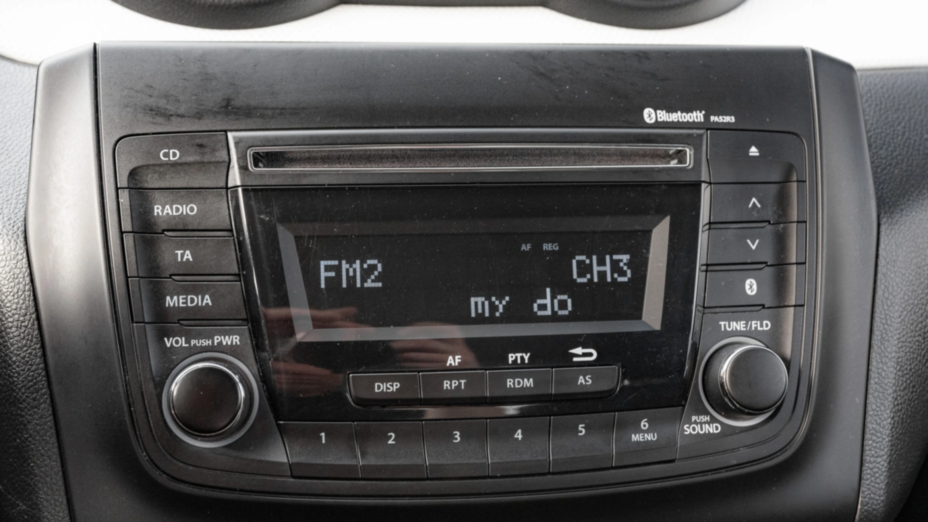 Bluetooth PA52R3
CD
RADIO
TA
MEDIA
VOL PUSH PWR
AF REG
FM2 CH3
my do
TUNE/FLD
AF PTY
DISP RPT RDM AS
PUSH SOUND
1 2 3 4 5 6 MENU